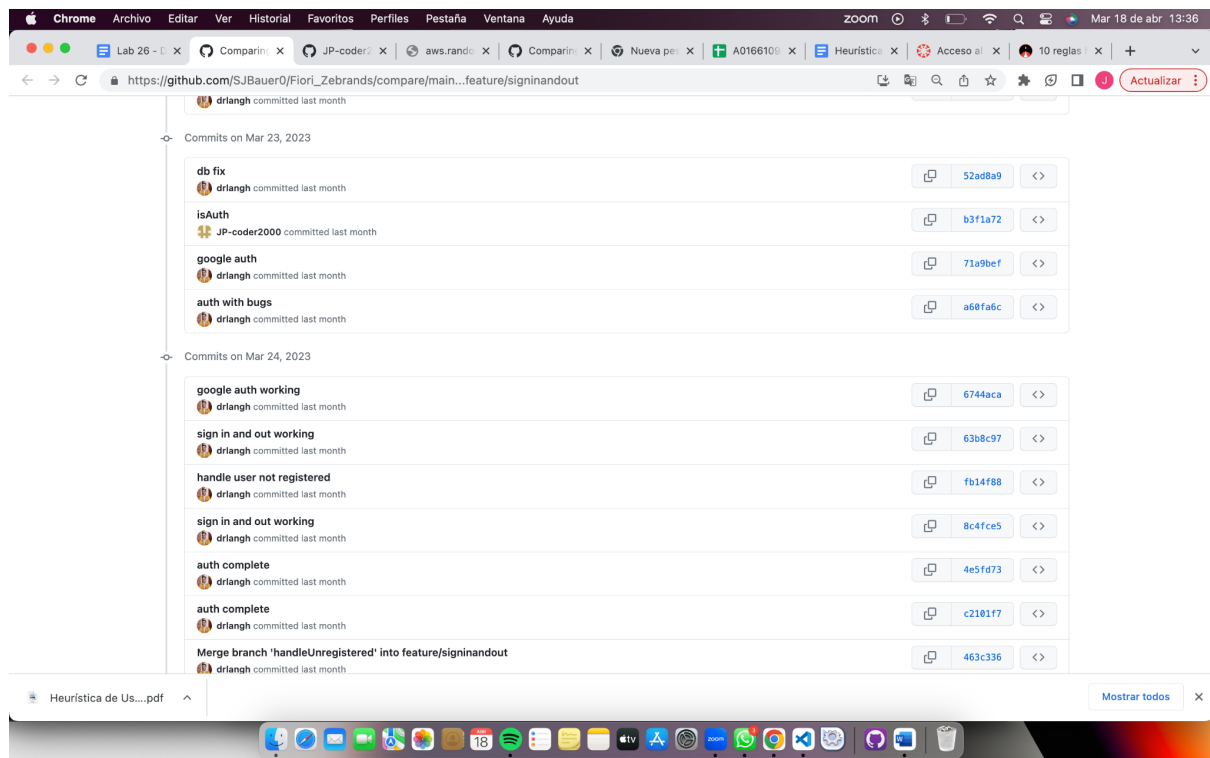 Chrome Archivo Editar Ver Historial Favoritos Perfiles Pestaña Ventana Ayuda zoom Mar 18 de abr 13:36
Lab 26 - D Comparing JP-coder2 aws.rando Comparing Nueva pes A0166109 Heurística Acceso al 10 reglas
https://github.com/SJBauer0/Fiori_Zebrands/compare/main...feature/signinandout J Actualizar
drlangh committed last month
Commits on Mar 23, 2023
db fix
drlangh committed last month 52ad8a9
isAuth
JP-coder2000 committed last month b3f1a72
google auth
drlangh committed last month 71a9bef
auth with bugs
drlangh committed last month a60fa6c
Commits on Mar 24, 2023
google auth working
drlangh committed last month 6744aca
sign in and out working
drlangh committed last month 63b8c97
handle user not registered
drlangh committed last month fb14f88
sign in and out working
drlangh committed last month 8c4fce5
auth complete
drlangh committed last month 4e5fd73
auth complete
drlangh committed last month c2101f7
Merge branch 'handleUnregistered' into feature/signinandout
drlangh committed last month 463c336
Heurística de Us....pdf Mostrar todos
ABR 18 tv zoom 3